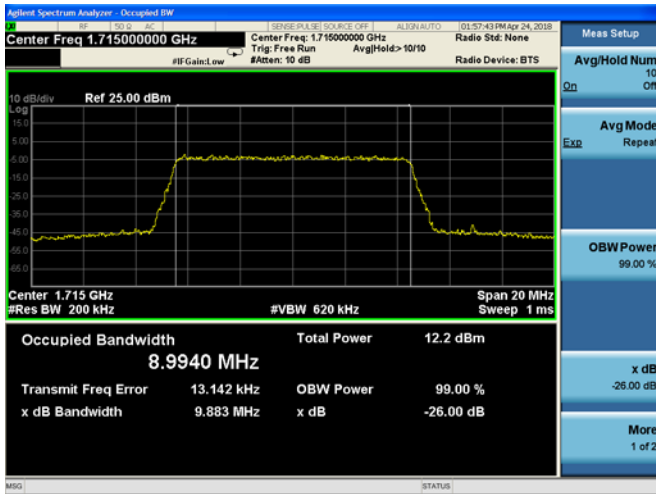 Agilent Spectrum Analyzer - Occupied BW
RF 50 Ω AC SENSE:PULSE SOURCE OFF ALIGN AUTO 01:57:43 PM Apr 24, 2018
Center Freq 1.715000000 GHz Center Freq: 1.715000000 GHz Radio Std: None
Trig: Free Run Avg|Hold:> 10/10
#IFGain:Low #Atten: 10 dB Radio Device: BTS
10 dB/div Ref 25.00 dBm
Log
15.0
5.00
-5.00
-15.0
-25.0
-35.0
-45.0
-55.0
-65.0
Center 1.715 GHz Span 20 MHz
#Res BW 200 kHz #VBW 620 kHz Sweep 1 ms
Occupied Bandwidth Total Power 12.2 dBm
8.9940 MHz
Transmit Freq Error 13.142 kHz OBW Power 99.00 %
x dB Bandwidth 9.883 MHz x dB -26.00 dB
MSG STATUS
Meas Setup
Avg/Hold Num
10
On Off
Avg Mode
Exp Repeat
OBW Power
99.00 %
x dB
-26.00 dB
More
1 of 2